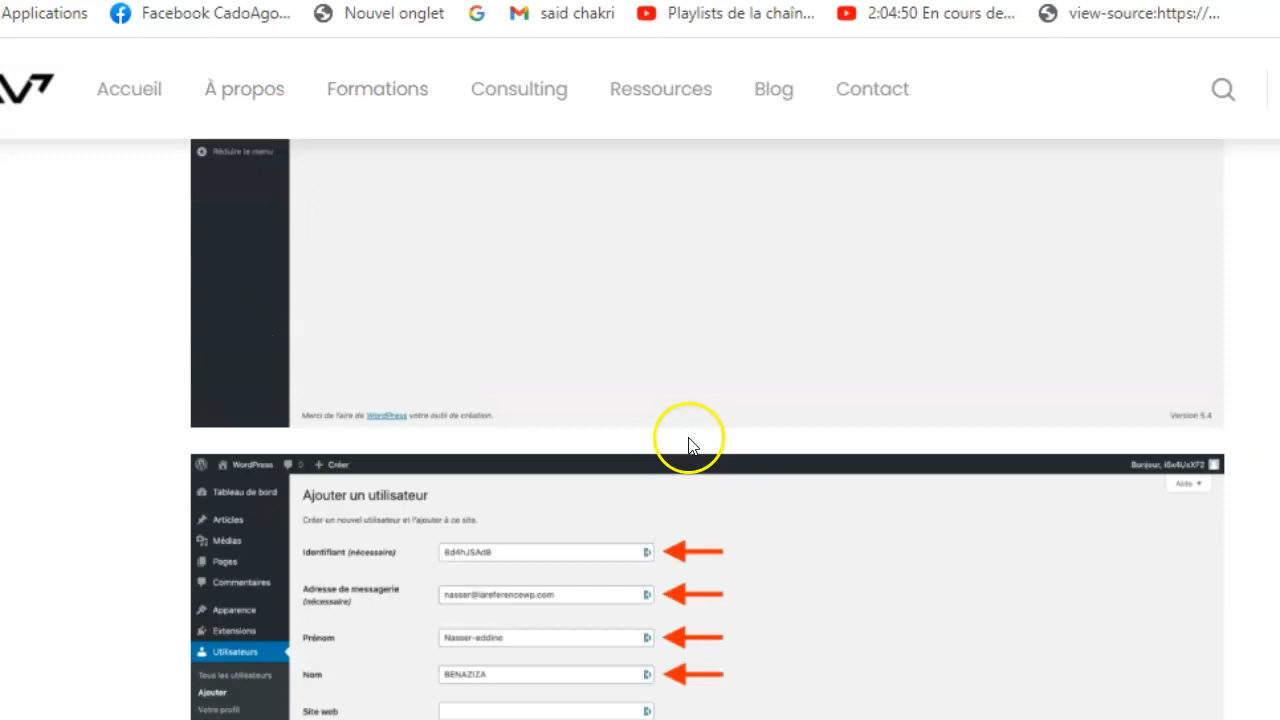 Applications Facebook CadoAgo... Nouvel onglet said chakri Playlists de la chaîn... 2:04:50 En cours de... view-source:https://...
Accueil À propos Formations Consulting Ressources Blog Contact
Réduire le menu
Merci de faire de WordPress votre outil de création. Version 5.4
WordPress 0 + Créer Bonjour, i6x4UsXF2
Aide ▼
Tableau de bord
Articles
Médias
Pages
Commentaires
Apparence
Extensions
Utilisateurs
Tous les utilisateurs
Ajouter
Votre profil
Ajouter un utilisateur
Créer un nouvel utilisateur et l'ajouter à ce site.
Identifiant (nécessaire) 8d4hJSAdB
Adresse de messagerie (nécessaire) nasser@lareferencewp.com
Prénom Nasser-eddine
Nom BENAZIZA
Site web